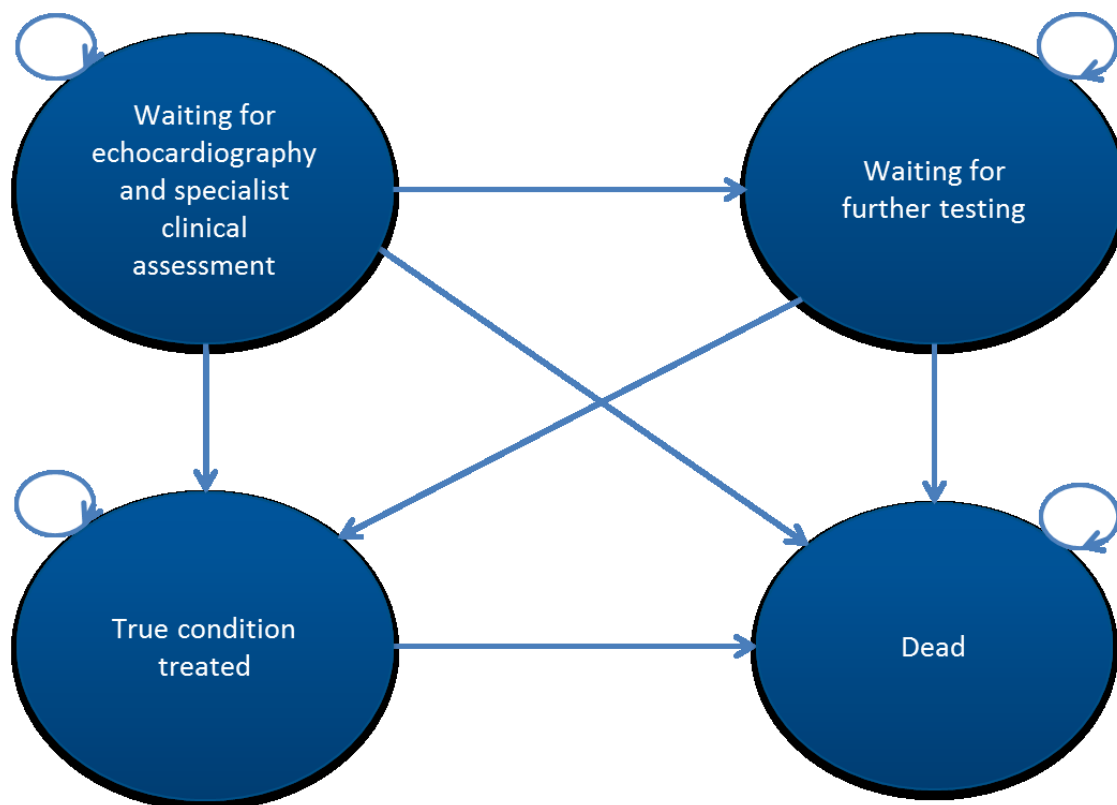 Waiting for
echocardiography
and specialist
clinical
assessment
Waiting for
further testing
True condition
treated
Dead